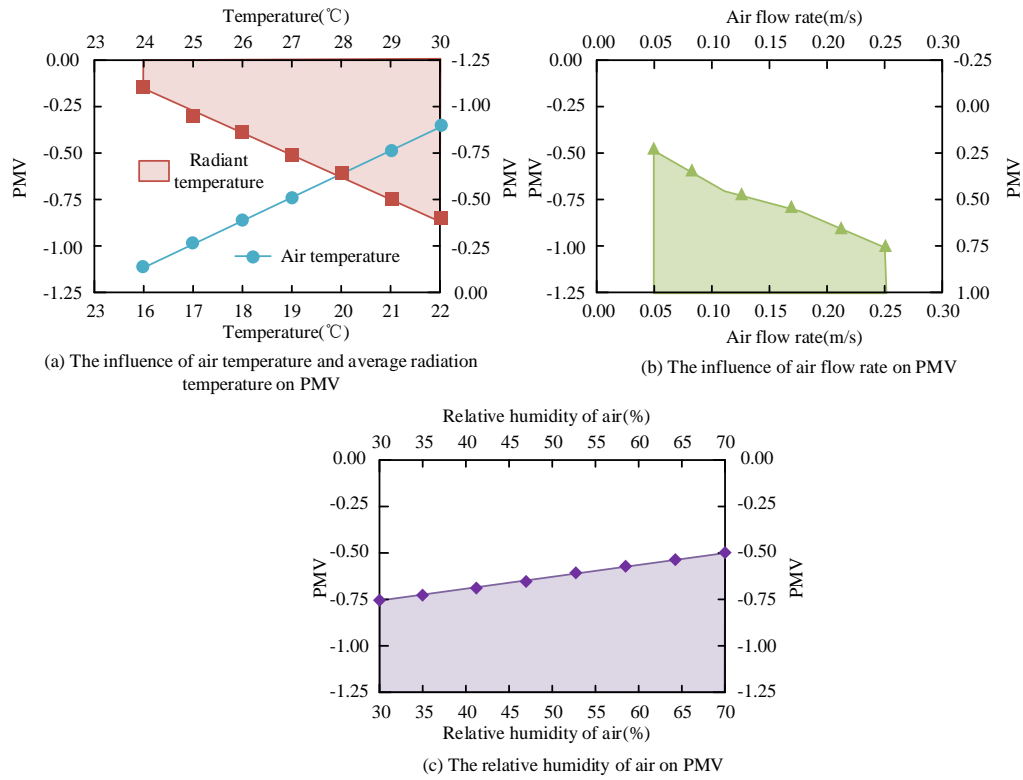 Temperature(℃)
23 24 25 26 27 28 29 30
0.00
-0.25
-0.50
-0.75
-1.00
-1.25
PMV
Radiant
temperature
Air temperature
-1.25
-1.00
-0.75
-0.50
-0.25
0.00
PMV
23 16 17 18 19 20 21 22
Temperature(℃)
(a) The influence of air temperature and average radiation
temperature on PMV
Air flow rate(m/s)
0.00 0.05 0.10 0.15 0.20 0.25 0.30
0.00
-0.25
-0.50
-0.75
-1.00
-1.25
PMV
-0.25
0.00
0.25
0.50
0.75
1.00
PMV
0.00 0.05 0.10 0.15 0.20 0.25 0.30
Air flow rate(m/s)
(b) The influence of air flow rate on PMV
Relative humidity of air(%)
30 35 40 45 50 55 60 65 70
0.00
-0.25
-0.50
-0.75
-1.00
-1.25
PMV
0.00
-0.25
-0.50
-0.75
-1.00
-1.25
PMV
30 35 40 45 50 55 60 65 70
Relative humidity of air(%)
(c) The relative humidity of air on PMV